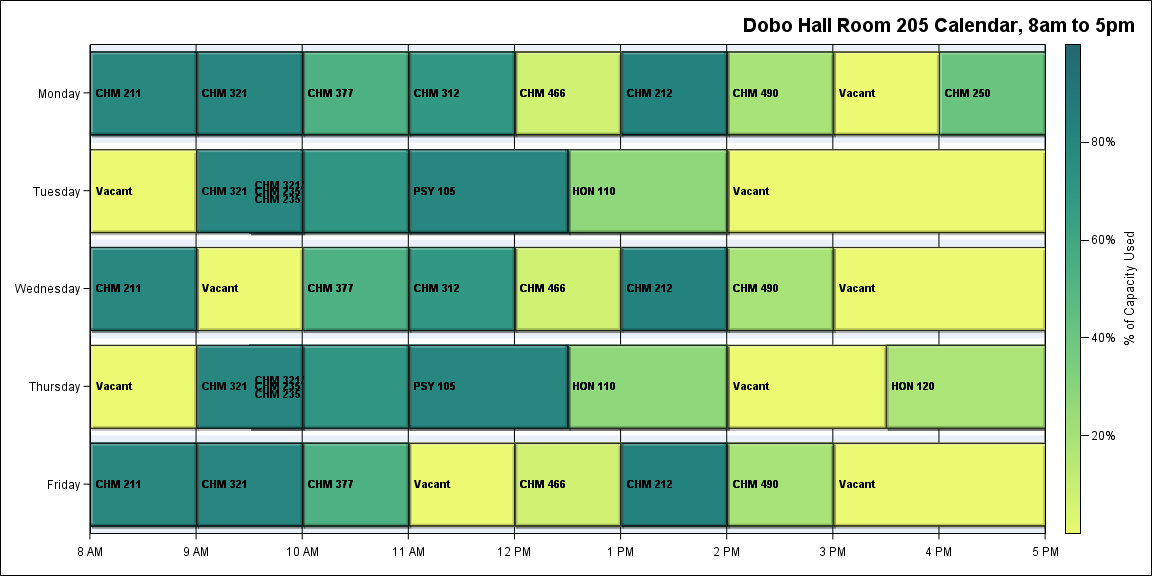 Dobo Hall Room 205 Calendar, 8am to 5pm
Monday
CHM 211
CHM 321
CHM 377
CHM 312
CHM 466
CHM 212
CHM 490
Vacant
CHM 250
Tuesday
Vacant
CHM 321
CHM 321/
CHM 235/
CHM 235
PSY 105
HON 110
Vacant
Wednesday
CHM 211
Vacant
CHM 377
CHM 312
CHM 466
CHM 212
CHM 490
Vacant
Thursday
Vacant
CHM 321
CHM 321/
CHM 235/
CHM 235
PSY 105
HON 110
Vacant
HON 120
Friday
CHM 211
CHM 321
CHM 377
Vacant
CHM 466
CHM 212
CHM 490
Vacant
8 AM
9 AM
10 AM
11 AM
12 PM
1 PM
2 PM
3 PM
4 PM
5 PM
80%
60%
40%
20%
% of Capacity Used